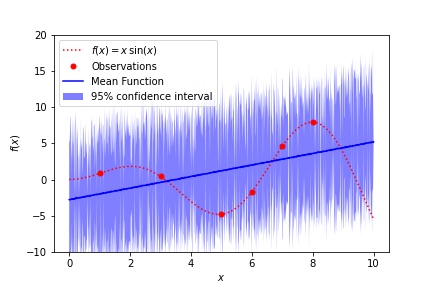 20
15
10
5
0
−5
−10
f(x)
f(x) = x sin(x)
Observations
Mean Function
95% confidence interval
0 2 4 6 8 10
x